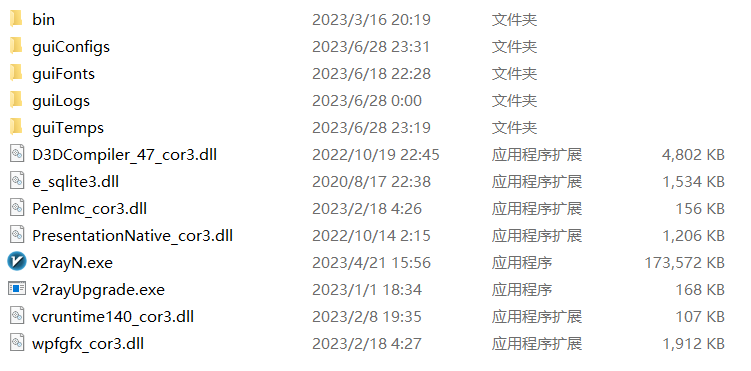 bin 2023/3/16 20:19 文件夹
guiConfigs 2023/6/28 23:31 文件夹
guiFonts 2023/6/18 22:28 文件夹
guiLogs 2023/6/28 0:00 文件夹
guiTemps 2023/6/28 23:19 文件夹
D3DCompiler_47_cor3.dll 2022/10/19 22:45 应用程序扩展 4,802 KB
e_sqlite3.dll 2020/8/17 22:38 应用程序扩展 1,534 KB
PenImc_cor3.dll 2023/2/18 4:26 应用程序扩展 156 KB
PresentationNative_cor3.dll 2022/10/14 2:15 应用程序扩展 1,206 KB
v2rayN.exe 2023/4/21 15:56 应用程序 173,572 KB
v2rayUpgrade.exe 2023/1/1 18:34 应用程序 168 KB
vcruntime140_cor3.dll 2023/2/8 19:35 应用程序扩展 107 KB
wpfgfx_cor3.dll 2023/2/18 4:27 应用程序扩展 1,912 KB